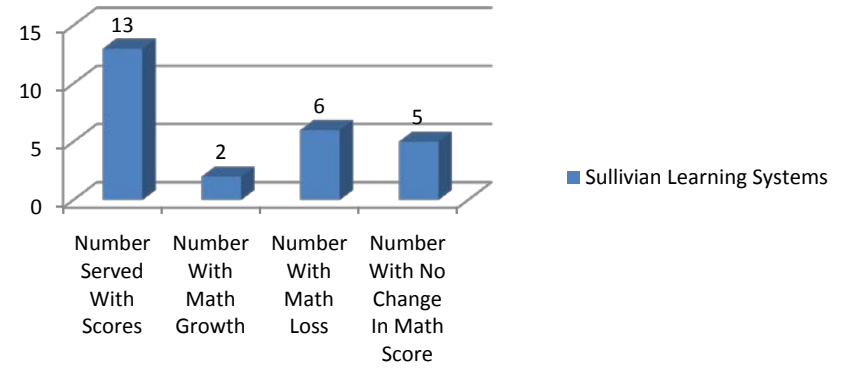 15
10
5
0
13
2
6
5
Number
Served
With
Scores
Number
With
Math
Growth
Number
With
Math
Loss
Number
With No
Change
In Math
Score
Sullivian Learning Systems